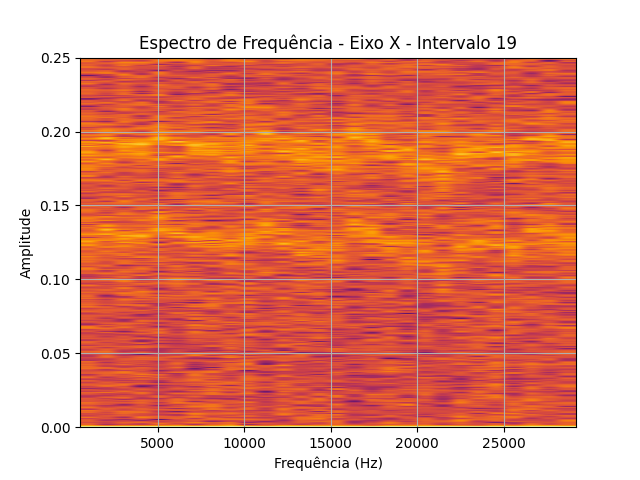 Espectro de Frequência - Eixo X - Intervalo 19
0.25
0.20
0.15
0.10
0.05
0.00
Amplitude
5000 10000 15000 20000 25000
Frequência (Hz)